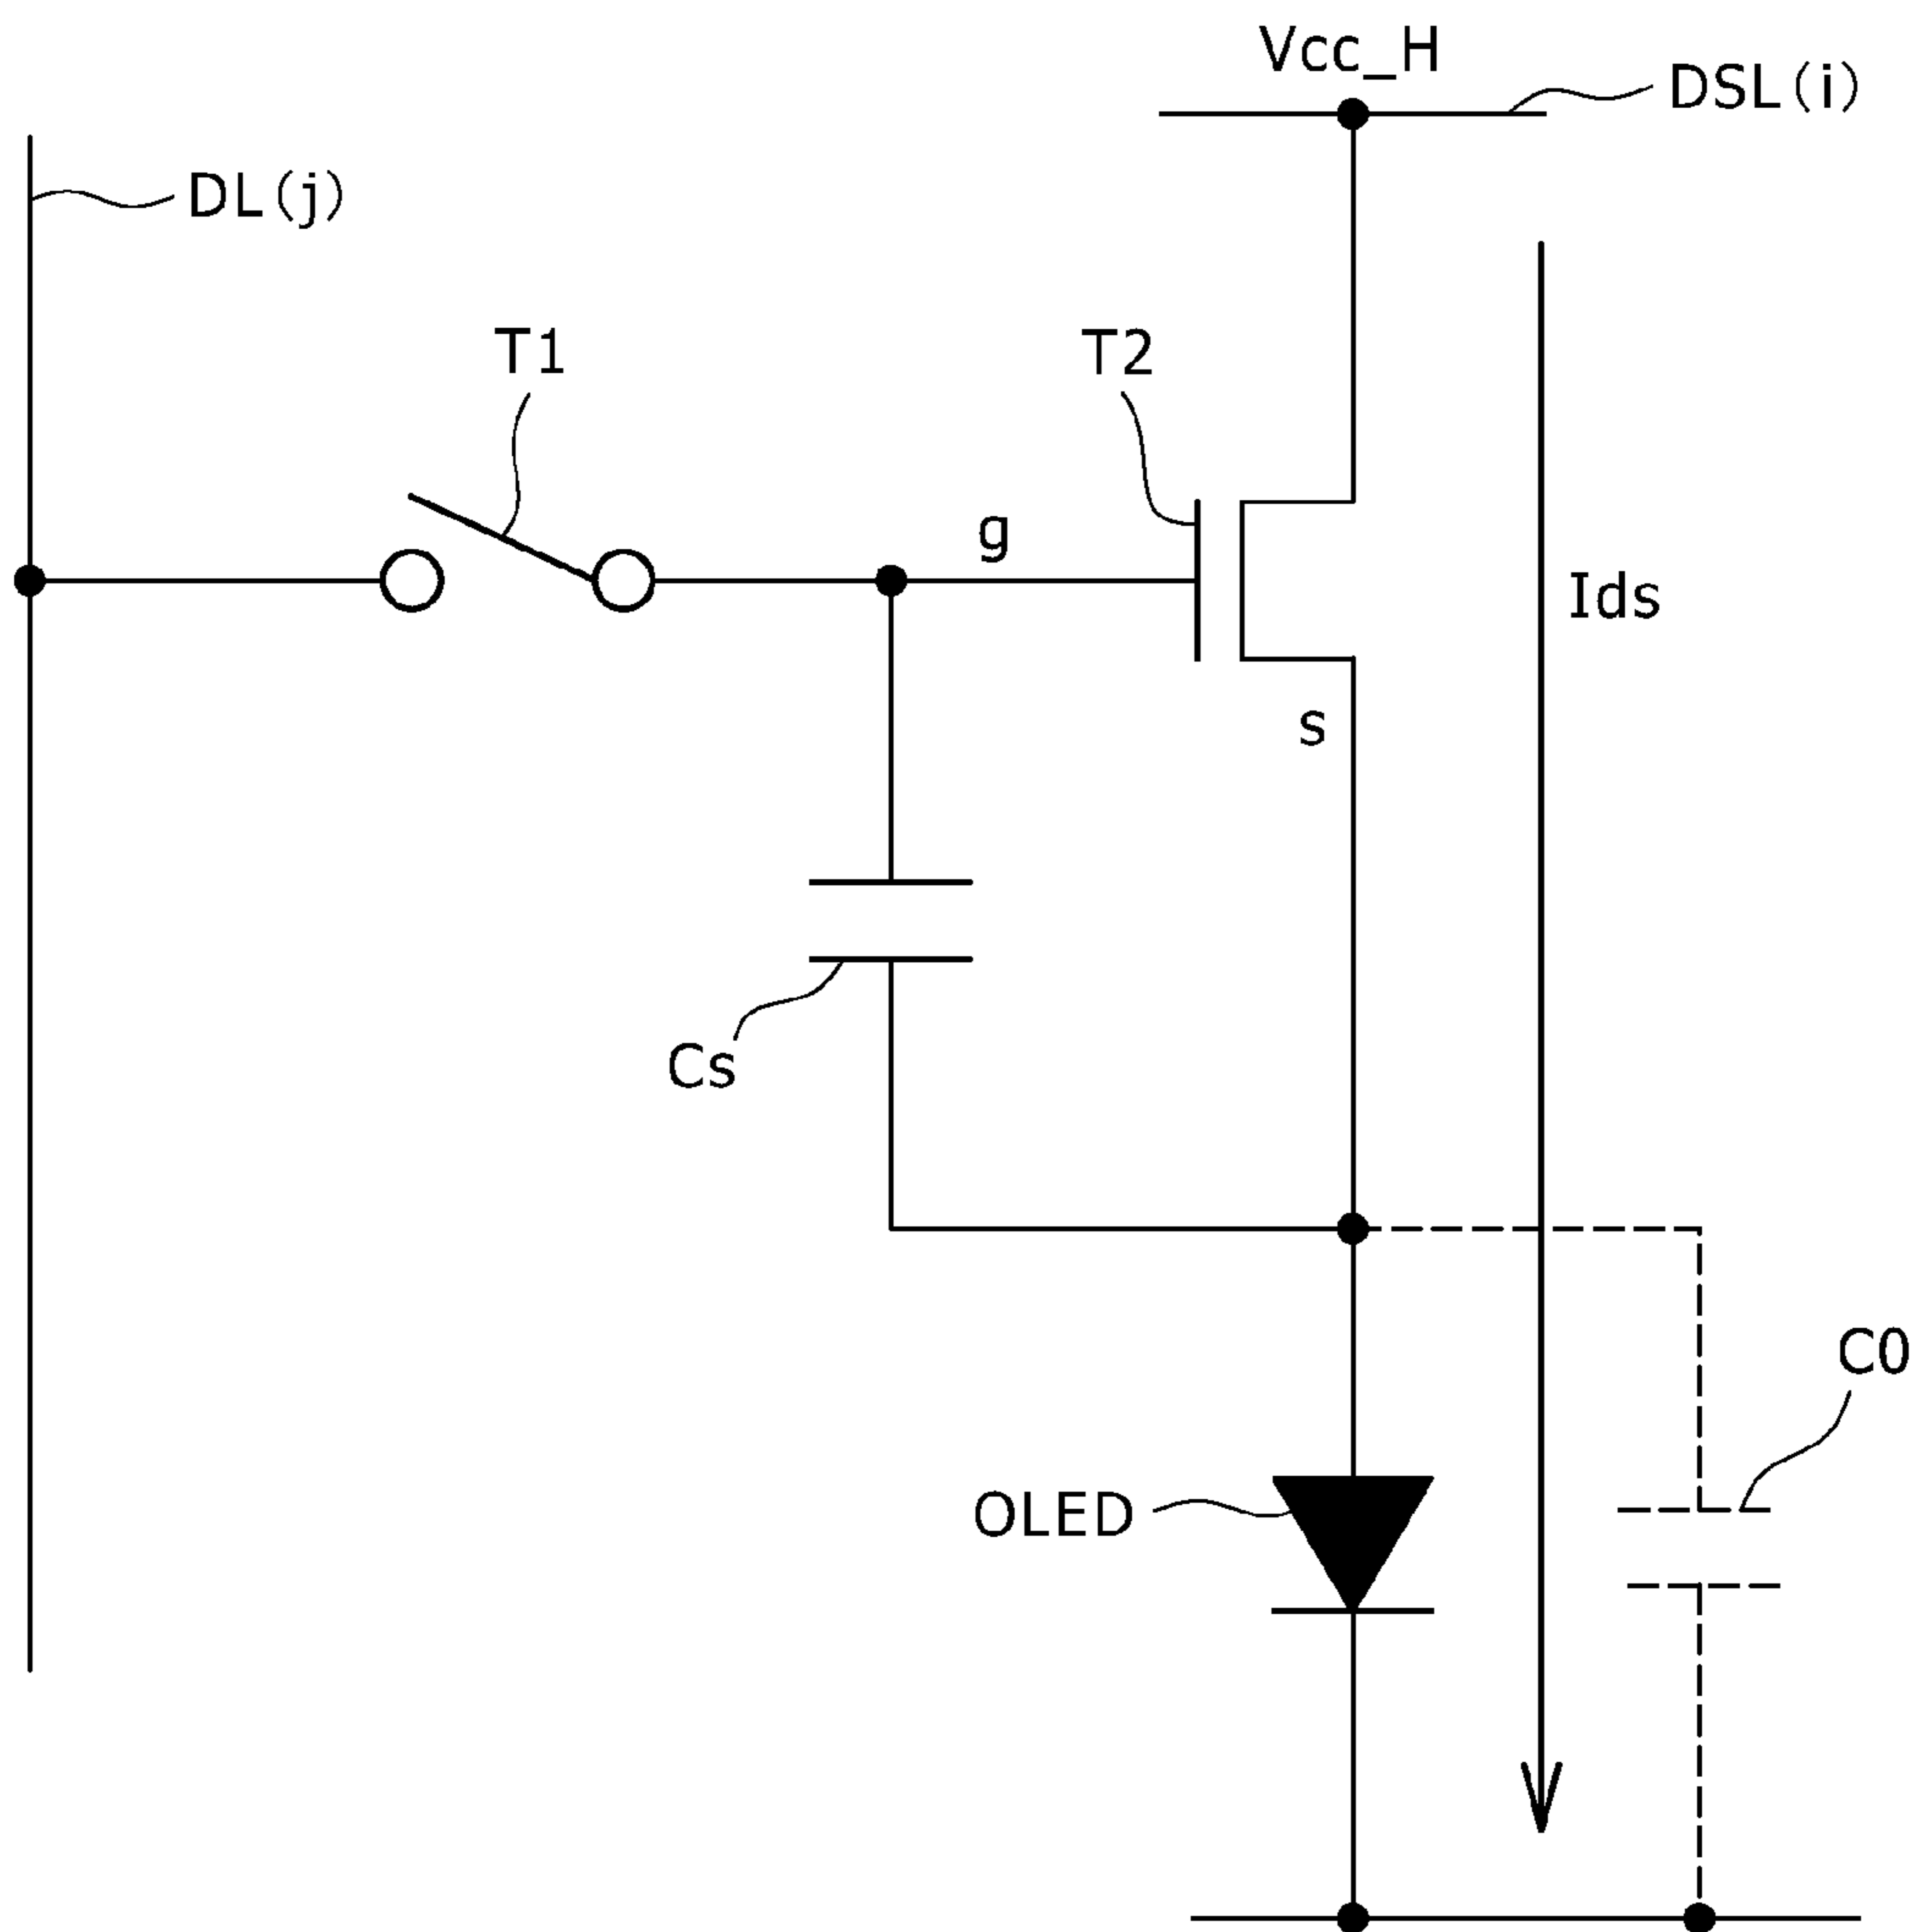 Vcc_H
DSL(i)
DL(j)
T1
T2
g
Ids
s
Cs
C0
OLED